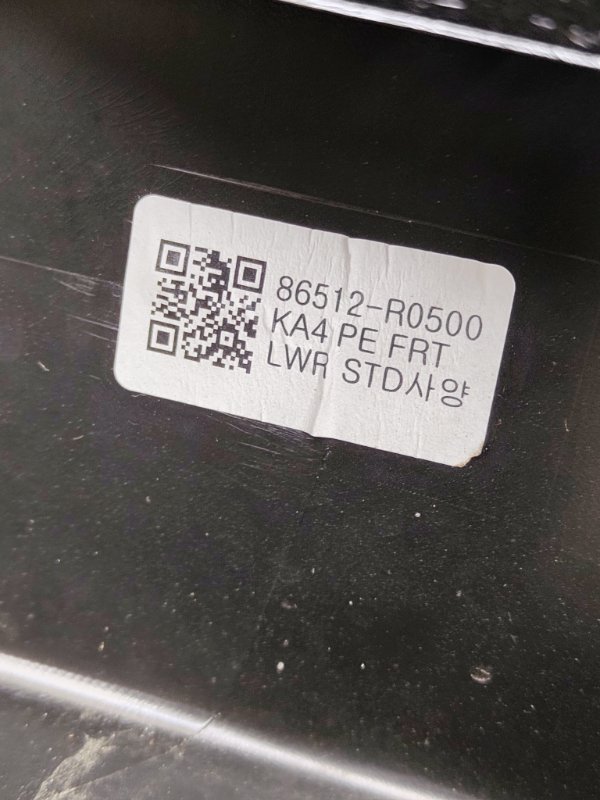 86512-R0500
KA4 PE FRT
LWR STD사양